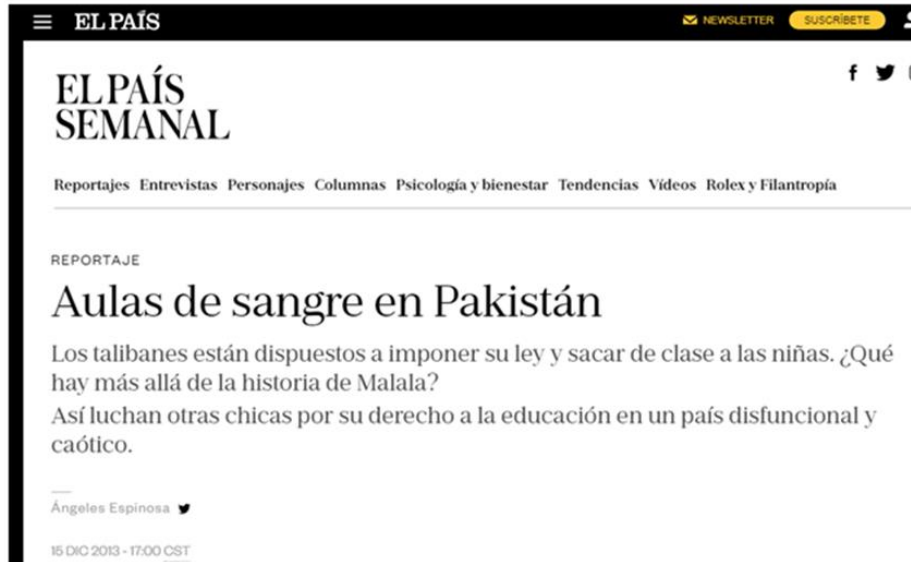 EL PAÍS
NEWSLETTER
SUSCRÍBETE
EL PAÍS
SEMANAL
Reportajes Entrevistas Personajes Columnas Psicología y bienestar Tendencias Vídeos Rolex y Filantropía
REPORTAJE
Aulas de sangre en Pakistán
Los talibanes están dispuestos a imponer su ley y sacar de clase a las niñas. ¿Qué
hay más allá de la historia de Malala?
Así luchan otras chicas por su derecho a la educación en un país disfuncional y
caótico.
Ángeles Espinosa
15 DIC 2013 - 17:00 CST